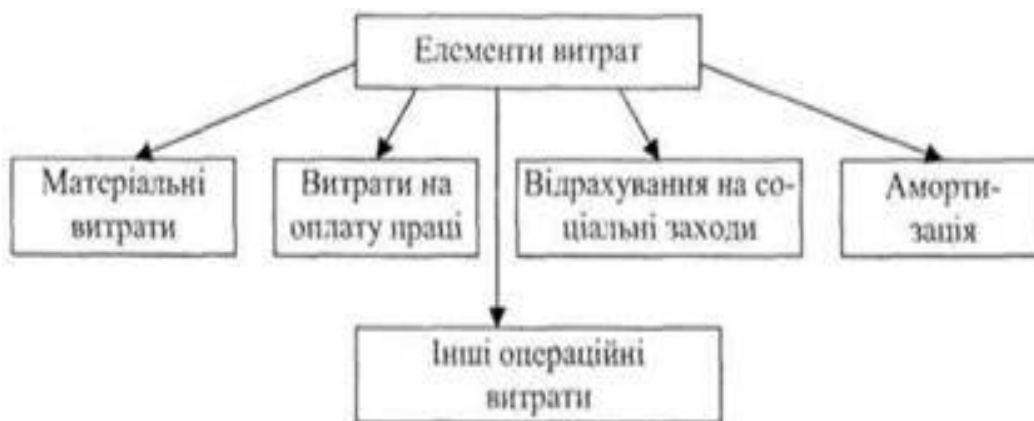 Елементи витрат
Матеріальні
витрати
Витрати на
оплату праці
Відрахування на со-
ціальні заходи
Аморти-
зація
Інші операційні
витрати